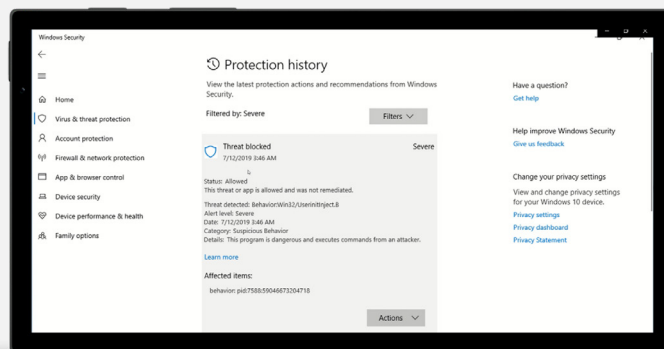 Windows Security
Protection history
View the latest protection actions and recommendations from Windows
Security.
Filtered by: Severe
Filters
Threat blocked
Severe
7/12/2019 3:46 AM
Status: Allowed
This threat or app is allowed and was not remediated.
Threat detected: Behavior:Win32/UserinitInject.B
Alert level: Severe
Date: 7/12/2019 3:46 AM
Category: Suspicious Behavior
Details: This program is dangerous and executes commands from an attacker.
Learn more
Affected items:
behavior: pid:7588:59046673204718
Actions
Home
Virus & threat protection
Account protection
Firewall & network protection
App & browser control
Device security
Device performance & health
Family options
Have a question?
Get help
Help improve Windows Security
Give us feedback
Change your privacy settings
View and change privacy settings
for your Windows 10 device.
Privacy settings
Privacy dashboard
Privacy Statement